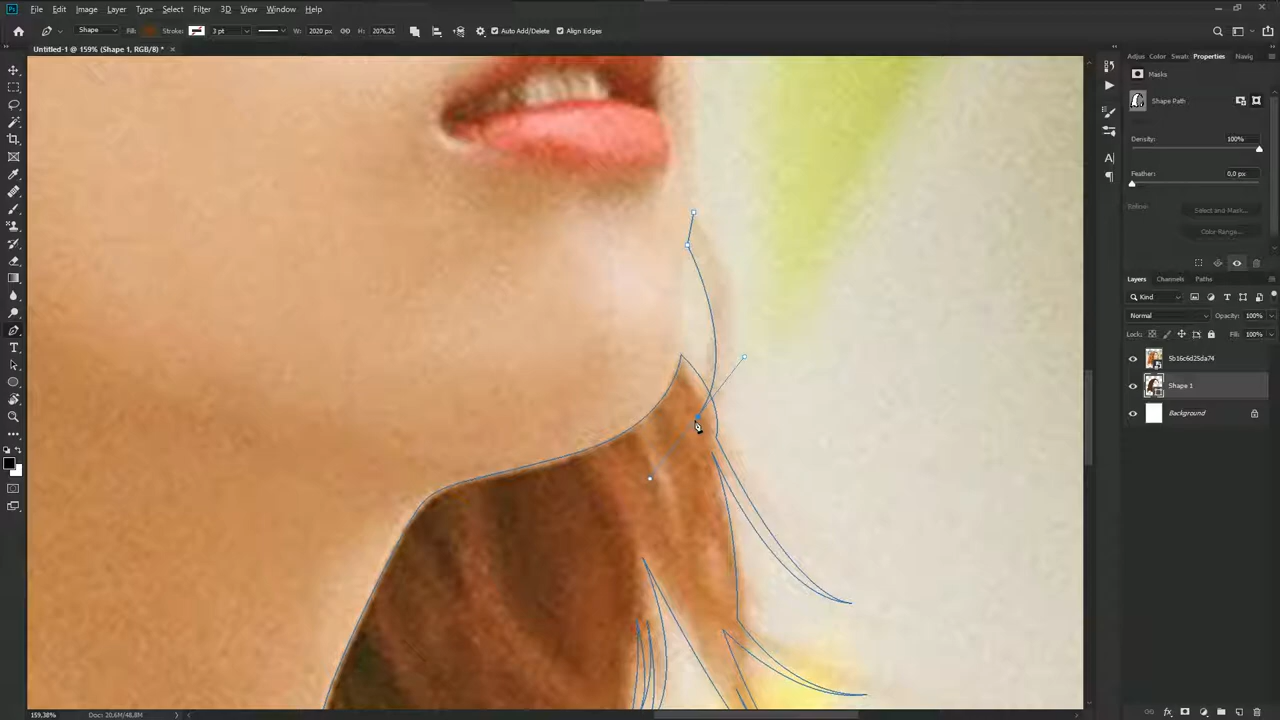 Ps File Edit Image Layer Type Select Filter 3D View Window Help
Shape Fill: Stroke: 3 pt W: 2020 px H: 2076,25 Auto Add/Delete Align Edges
Untitled-1 @ 159% (Shape 1, RGB/8) * ×
Adjus Color Swatc Properties Navig
Masks
Shape Path
Density: 100%
Feather: 0,0 px
Refine:
Select and Mask...
Color Range...
Layers Channels Paths
Kind
Normal Opacity: 100%
Lock: Fill: 100%
5b16c6d25da74
Shape 1
Background
159,38% Doc: 20,6M/48,8M